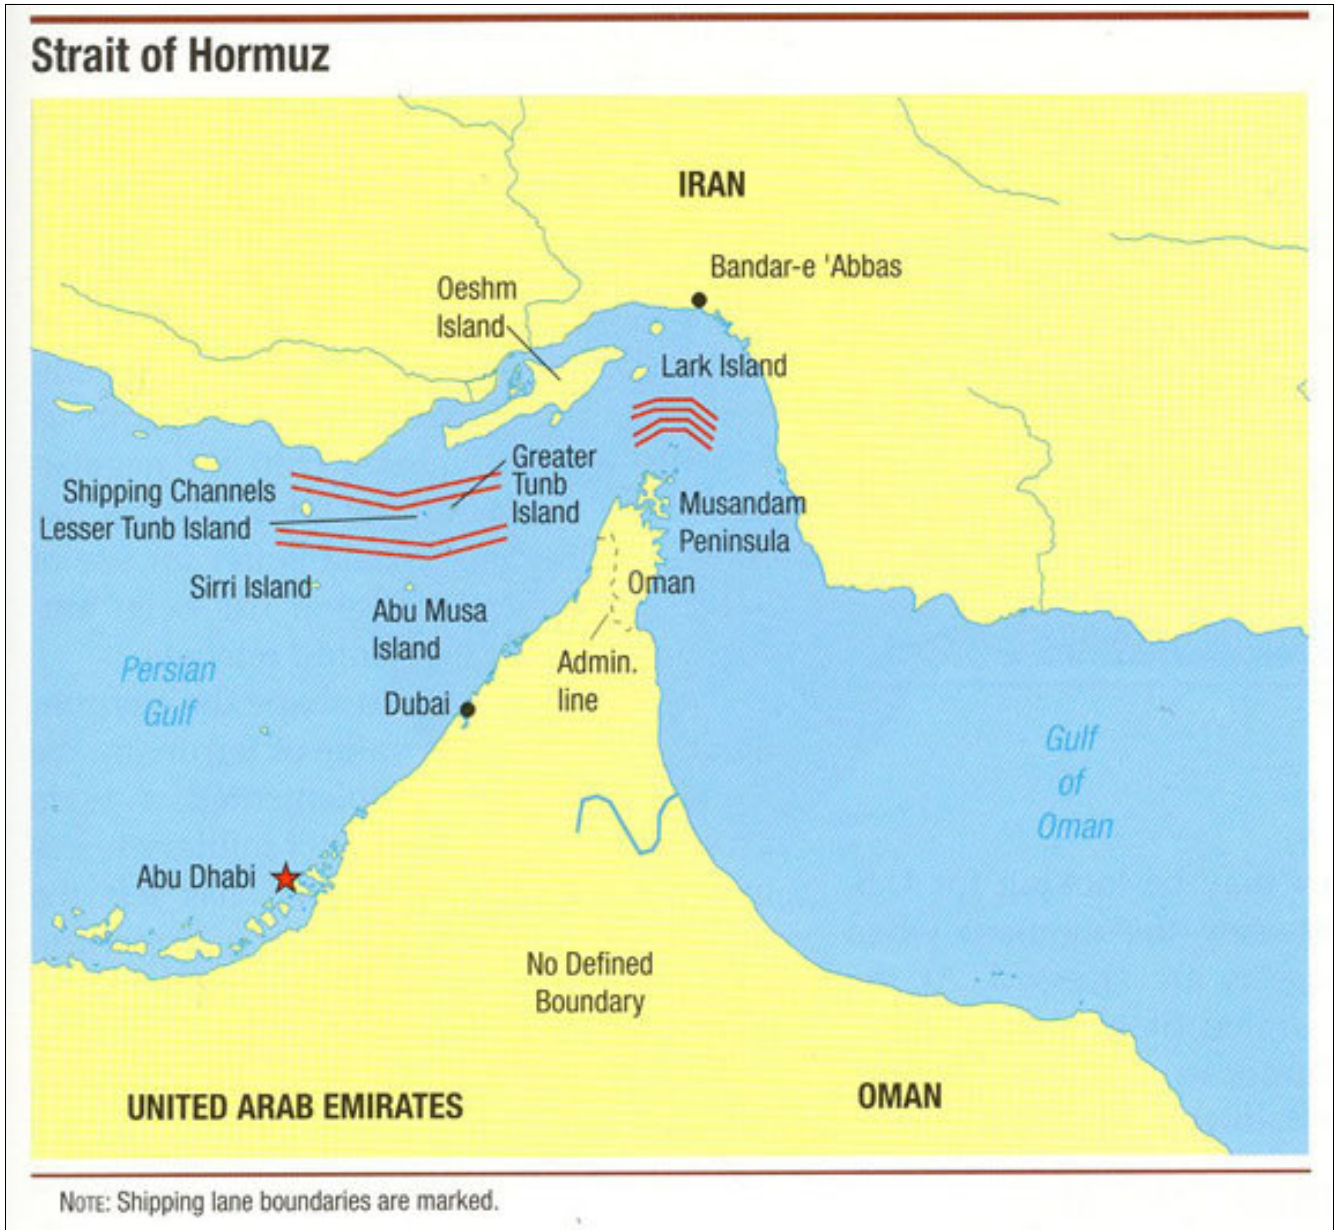 Strait of Hormuz
IRAN
Bandar-e 'Abbas
Oeshm
Island
Lark Island
Greater
Tunb
Island
Shipping Channels
Lesser Tunb Island
Musandam
Peninsula
Sirri Island
Oman
Abu Musa
Island
Persian
Gulf
Admin.
line
Dubai
Gulf
of
Oman
Abu Dhabi
No Defined
Boundary
UNITED ARAB EMIRATES
OMAN
NOTE: Shipping lane boundaries are marked.